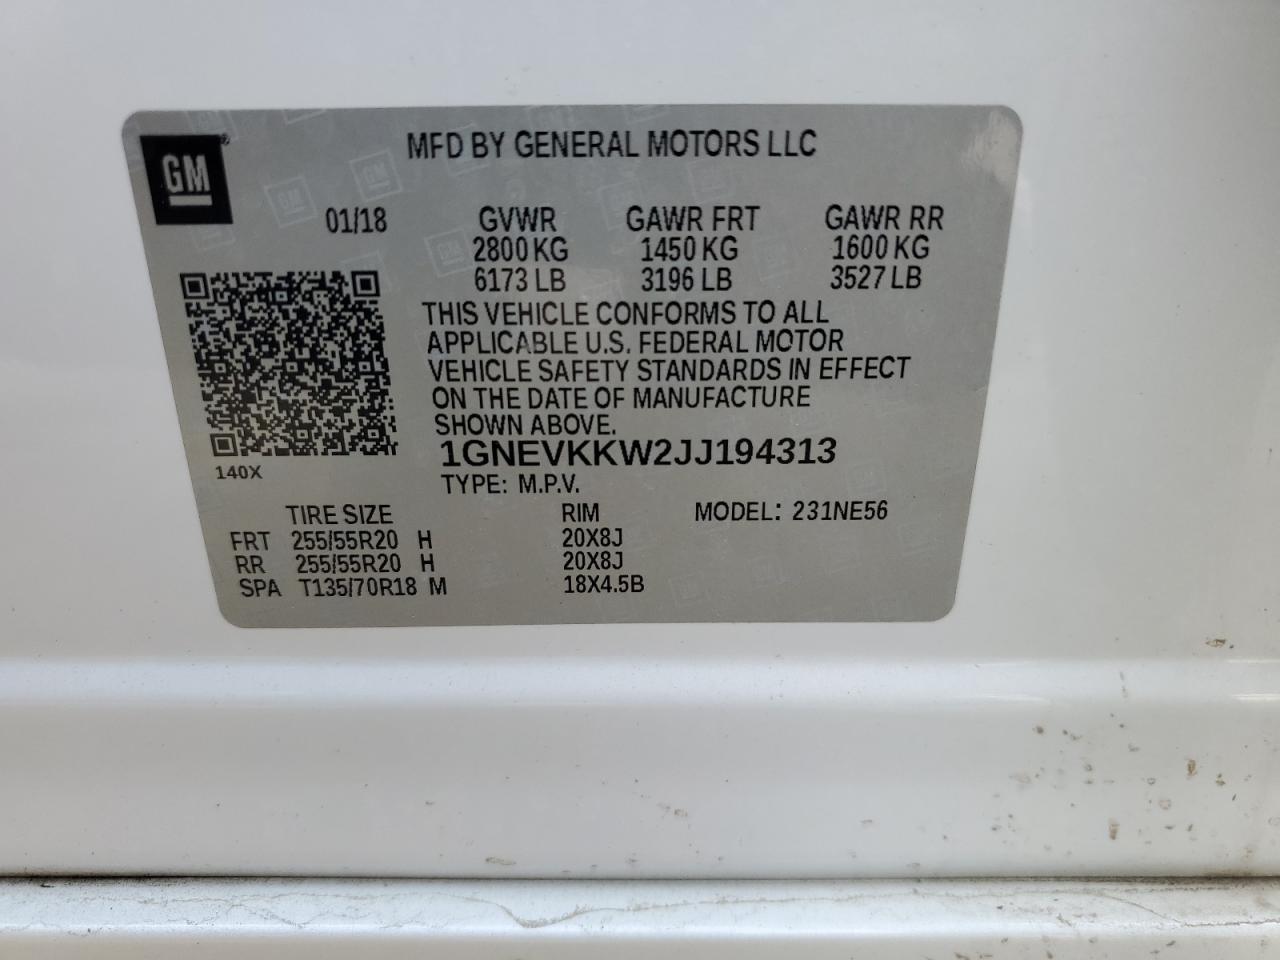 MFD BY GENERAL MOTORS LLC
GM®
01/18 GVWR GAWR FRT GAWR RR
2800 KG 1450 KG 1600 KG
6173 LB 3196 LB 3527 LB
THIS VEHICLE CONFORMS TO ALL
APPLICABLE U.S. FEDERAL MOTOR
VEHICLE SAFETY STANDARDS IN EFFECT
ON THE DATE OF MANUFACTURE
SHOWN ABOVE.
1GNEVKKW2JJ194313
140X
TYPE: M.P.V.
TIRE SIZE RIM MODEL: 231NE56
FRT 255/55R20 H 20X8J
RR 255/55R20 H 20X8J
SPA T135/70R18 M 18X4.5B